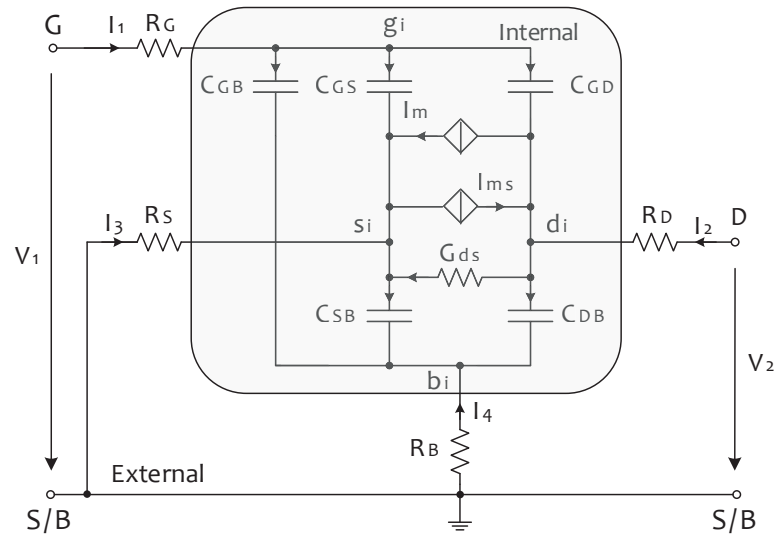 G I1 RG gi Internal
CGB CGS CGD
Im
Ims
I3 RS si di RD D
I2
V1 Gds
CSB CDB
V2
bi
I4
RB
External
S/B S/B